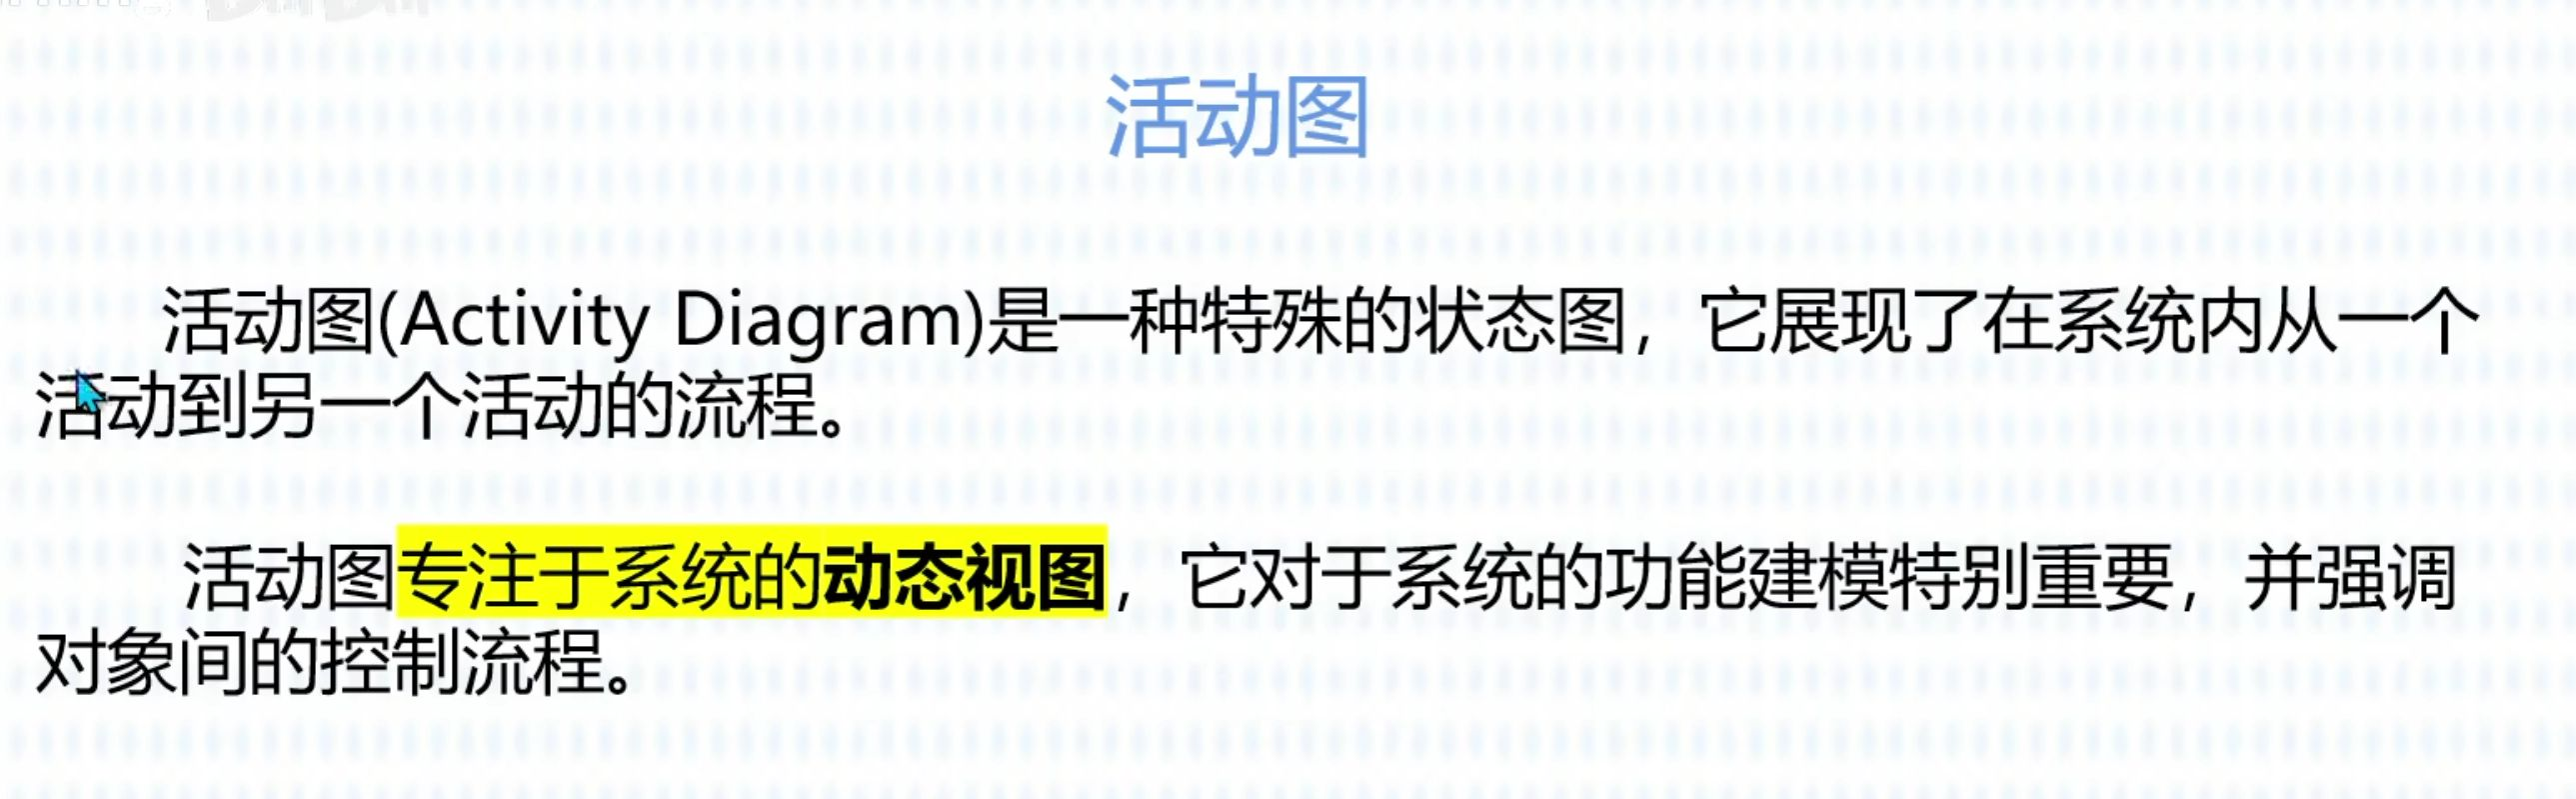 活动图
活动图(Activity Diagram)是一种特殊的状态图，它展现了在系统内从一个
活动到另一个活动的流程。
活动图专注于系统的动态视图，它对于系统的功能建模特别重要，并强调
对象间的控制流程。